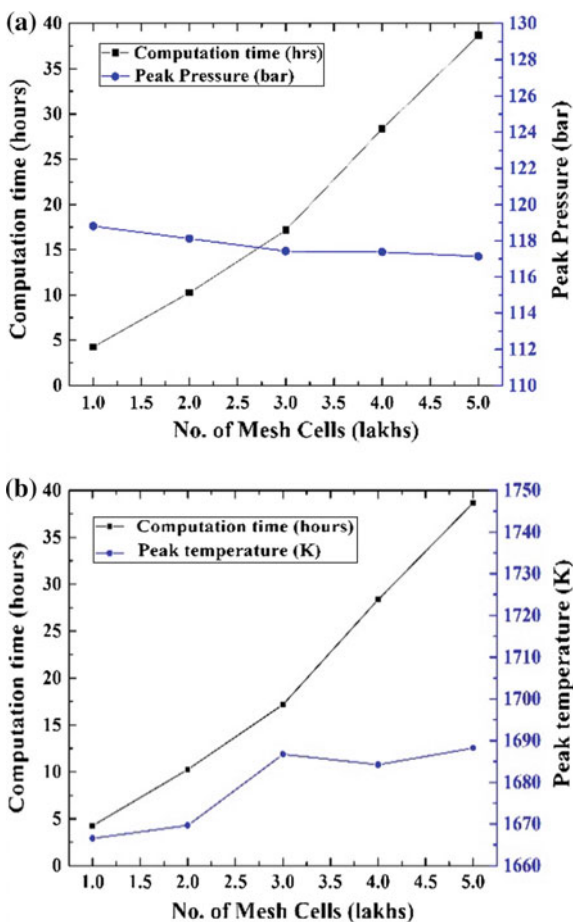 (a)
Computation time (hrs)
Peak Pressure (bar)
Computation time (hours)
40
35
30
25
20
15
10
5
0
130
128
126
124
122
120
118
116
114
112
110
Peak Pressure (bar)
1.0 1.5 2.0 2.5 3.0 3.5 4.0 4.5 5.0
No. of Mesh Cells (lakhs)
(b)
Computation time (hours)
Peak temperature (K)
Computation time (hours)
40
35
30
25
20
15
10
5
0
1750
1740
1730
1720
1710
1700
1690
1680
1670
1660
Peak temperature (K)
1.0 1.5 2.0 2.5 3.0 3.5 4.0 4.5 5.0
No. of Mesh Cells (lakhs)